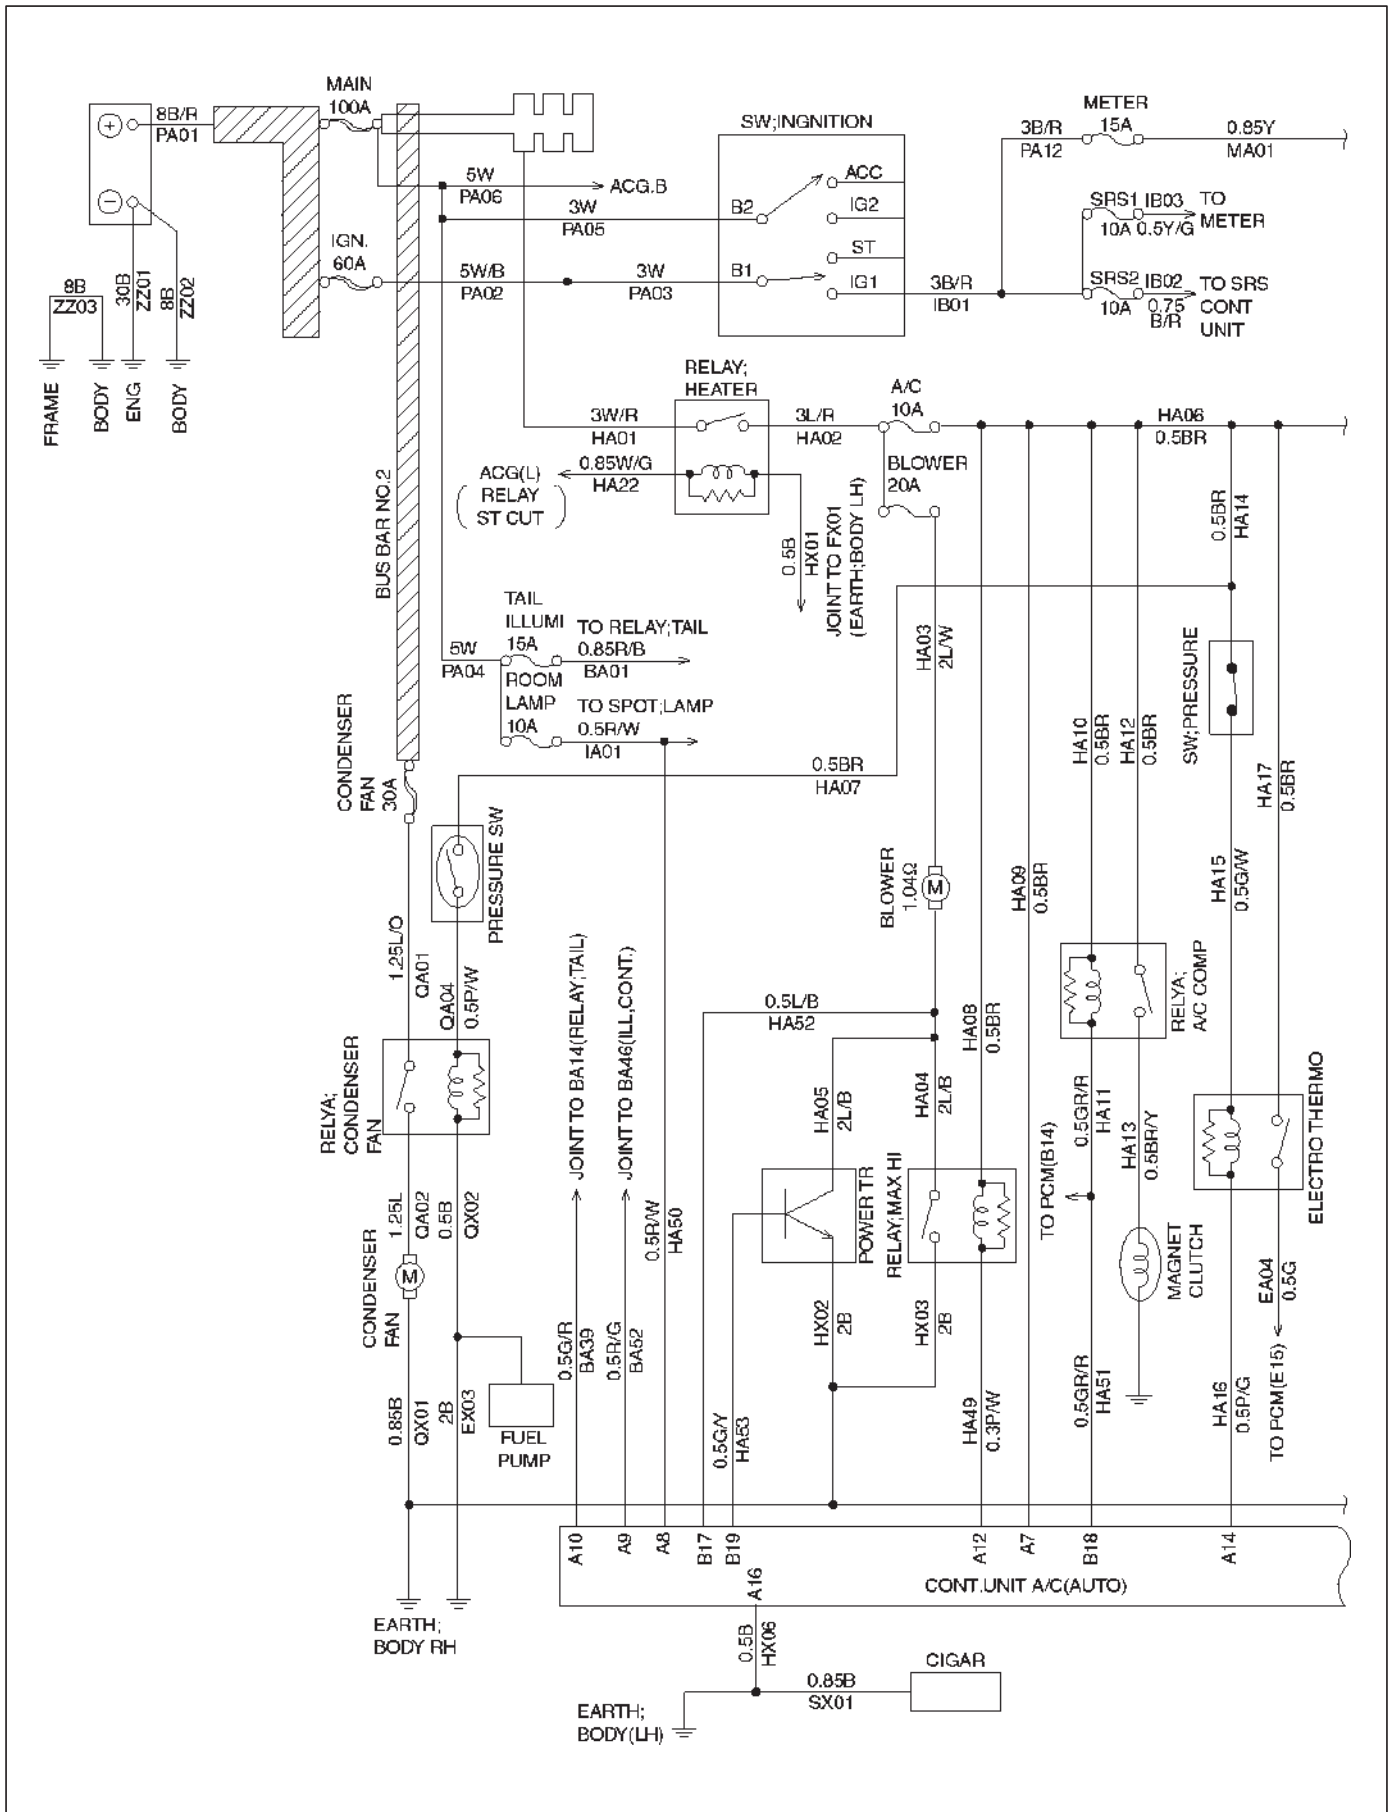 MAIN
100A
8B/R
PA01
+
−
30B
ZZ01
8B
ZZ02
8B
ZZ03
FRAME
BODY
ENG
BODY
IGN.
60A
BUS BAR NO.2
5W
PA06
ACG.B
3W
PA05
5W/B
PA02
3W
PA03
SW;INGNITION
B2
ACC
IG2
B1
ST
IG1
3B/R
IB01
3B/R
PA12
METER
15A
0.85Y
MA01
SRS1
10A
IB03
0.5Y/G
TO
METER
SRS2
10A
IB02
0.75
B/R
TO SRS
CONT
UNIT
RELAY;
HEATER
3W/R
HA01
0.85W/G
HA22
ACG(L)
RELAY
ST CUT
3L/R
HA02
A/C
10A
BLOWER
20A
0.5B
HX01
JOINT TO FX01
(EARTH;BODY LH)
HA06
0.5BR
0.5BR
HA14
HA03
2L/W
TAIL
ILLUMI
15A
TO RELAY;TAIL
0.85R/B
BA01
5W
PA04
ROOM
LAMP
10A
TO SPOT;LAMP
0.5R/W
IA01
0.5BR
HA07
CONDENSER
FAN
30A
PRESSURE SW
1.25L/O
QA01
QA04
0.5P/W
RELYA;
CONDENSER
FAN
1.25L
QA02
0.5B
QX02
CONDENSER
FAN
M
0.85B
QX01
2B
EX03
FUEL
PUMP
EARTH;
BODY RH
JOINT TO BA14(RELAY;TAIL)
JOINT TO BA46(ILL,CONT.)
0.5G/R
BA39
0.5R/G
BA52
0.5R/W
HA50
BLOWER
1.04Ω
M
0.5L/B
HA52
HA05
2L/B
HA04
2L/B
POWER TR
RELAY;MAX HI
HX02
2B
HX03
2B
0.5G/Y
HA53
HA08
0.5BR
HA09
0.5BR
HA49
0.3P/W
HA10
0.5BR
HA12
0.5BR
RELYA;
A/C COMP
0.5GR/R
HA11
HA13
0.5BR/Y
TO PCM(B14)
MAGNET
CLUTCH
0.5GR/R
HA51
SW;PRESSURE
HA17
0.5BR
HA15
0.5G/W
ELECTRO THERMO
EA04
0.5G
TO PCM(E15)
HA16
0.5P/G
A10
A9
A8
B17
B19
A16
A12
A7
B18
A14
CONT.UNIT A/C(AUTO)
0.5B
HX06
EARTH;
BODY(LH)
0.85B
SX01
CIGAR